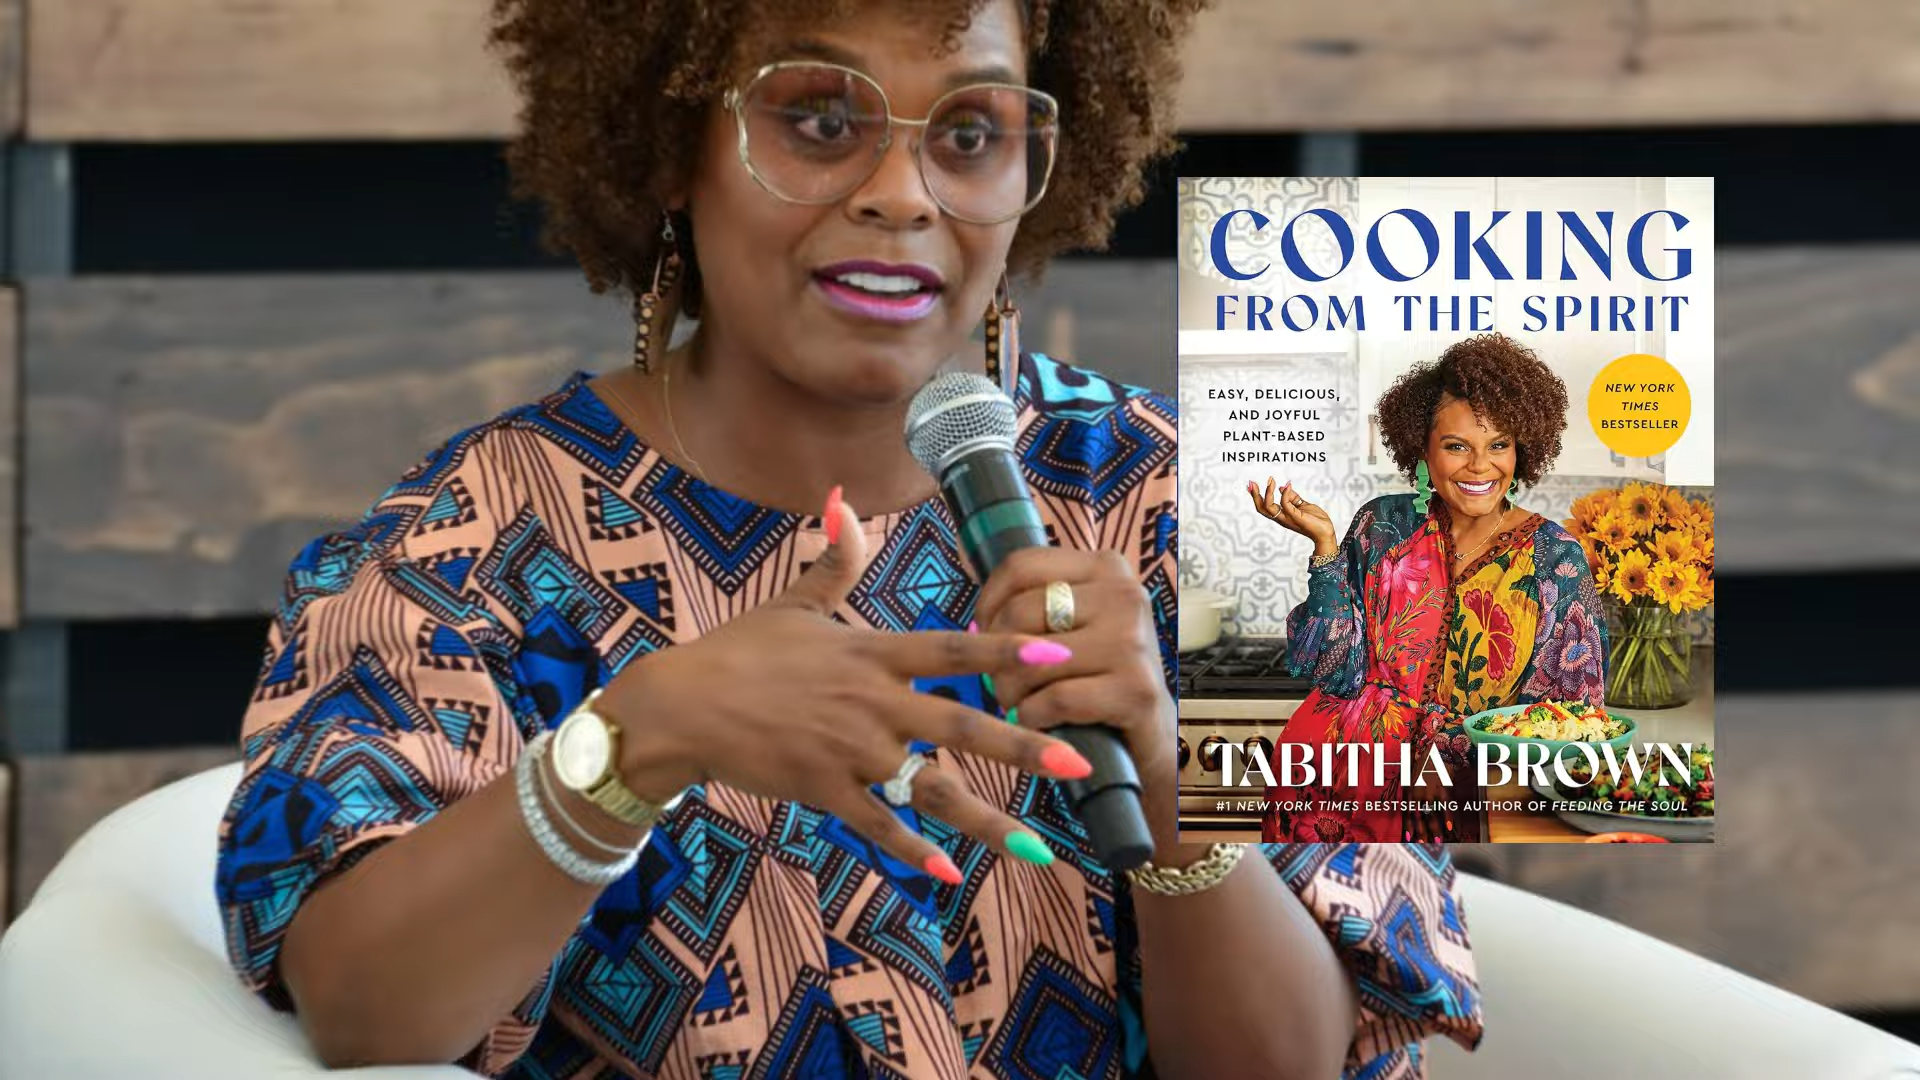 COOKING
FROM THE SPIRIT
EASY, DELICIOUS,
AND JOYFUL
PLANT-BASED
INSPIRATIONS
NEW YORK
TIMES
BESTSELLER
TABITHA BROWN
#1 NEW YORK TIMES BESTSELLING AUTHOR OF FEEDING THE SOUL